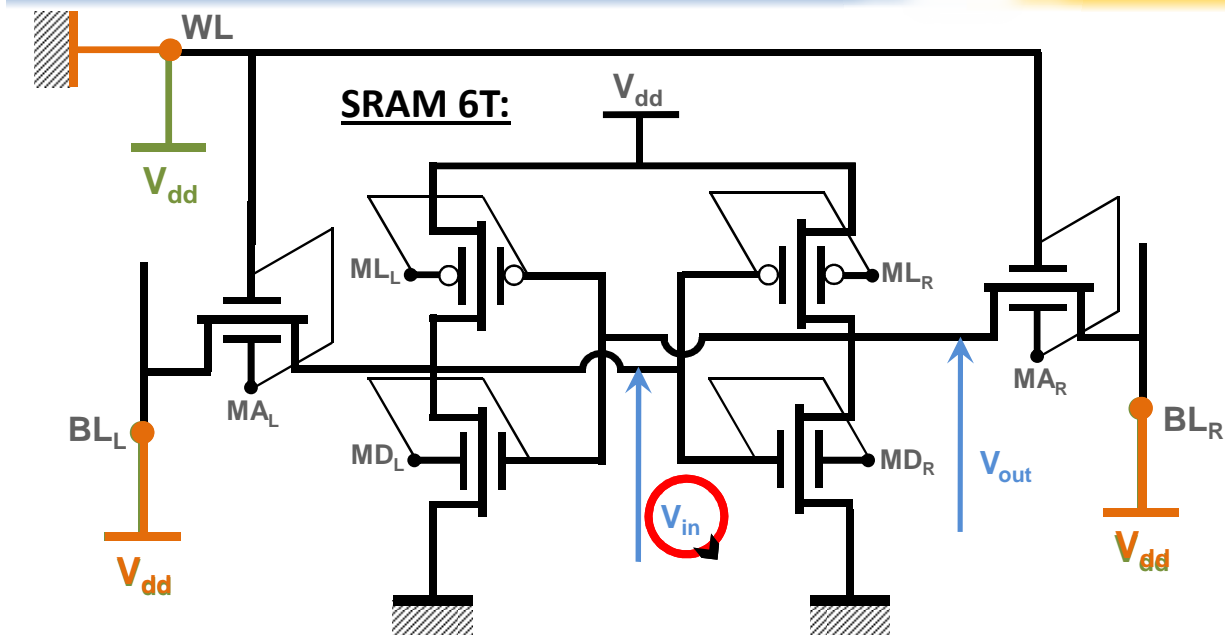 WL
SRAM 6T:
Vdd
Vdd
MLL
MLR
MAL
MAR
BLL
BLR
MDL
MDR
Vin
Vout
Vdd
Vdd